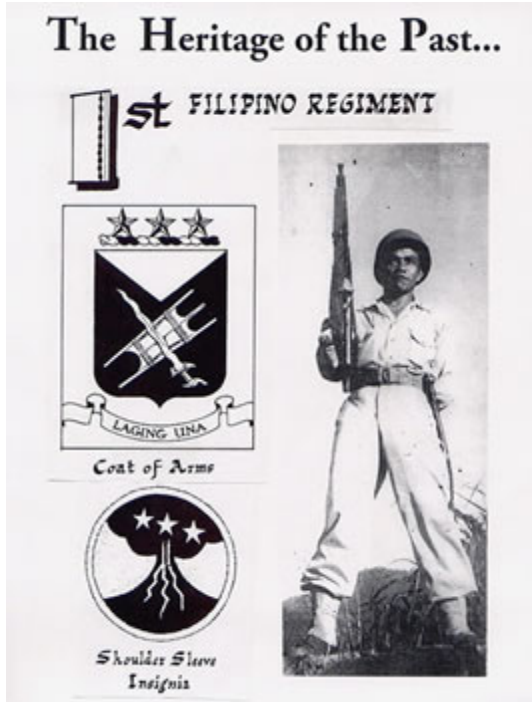 The Heritage of the Past...
1st FILIPINO REGIMENT
LAGING UNA
Coat of Arms
Shoulder Sleeve
Insignia